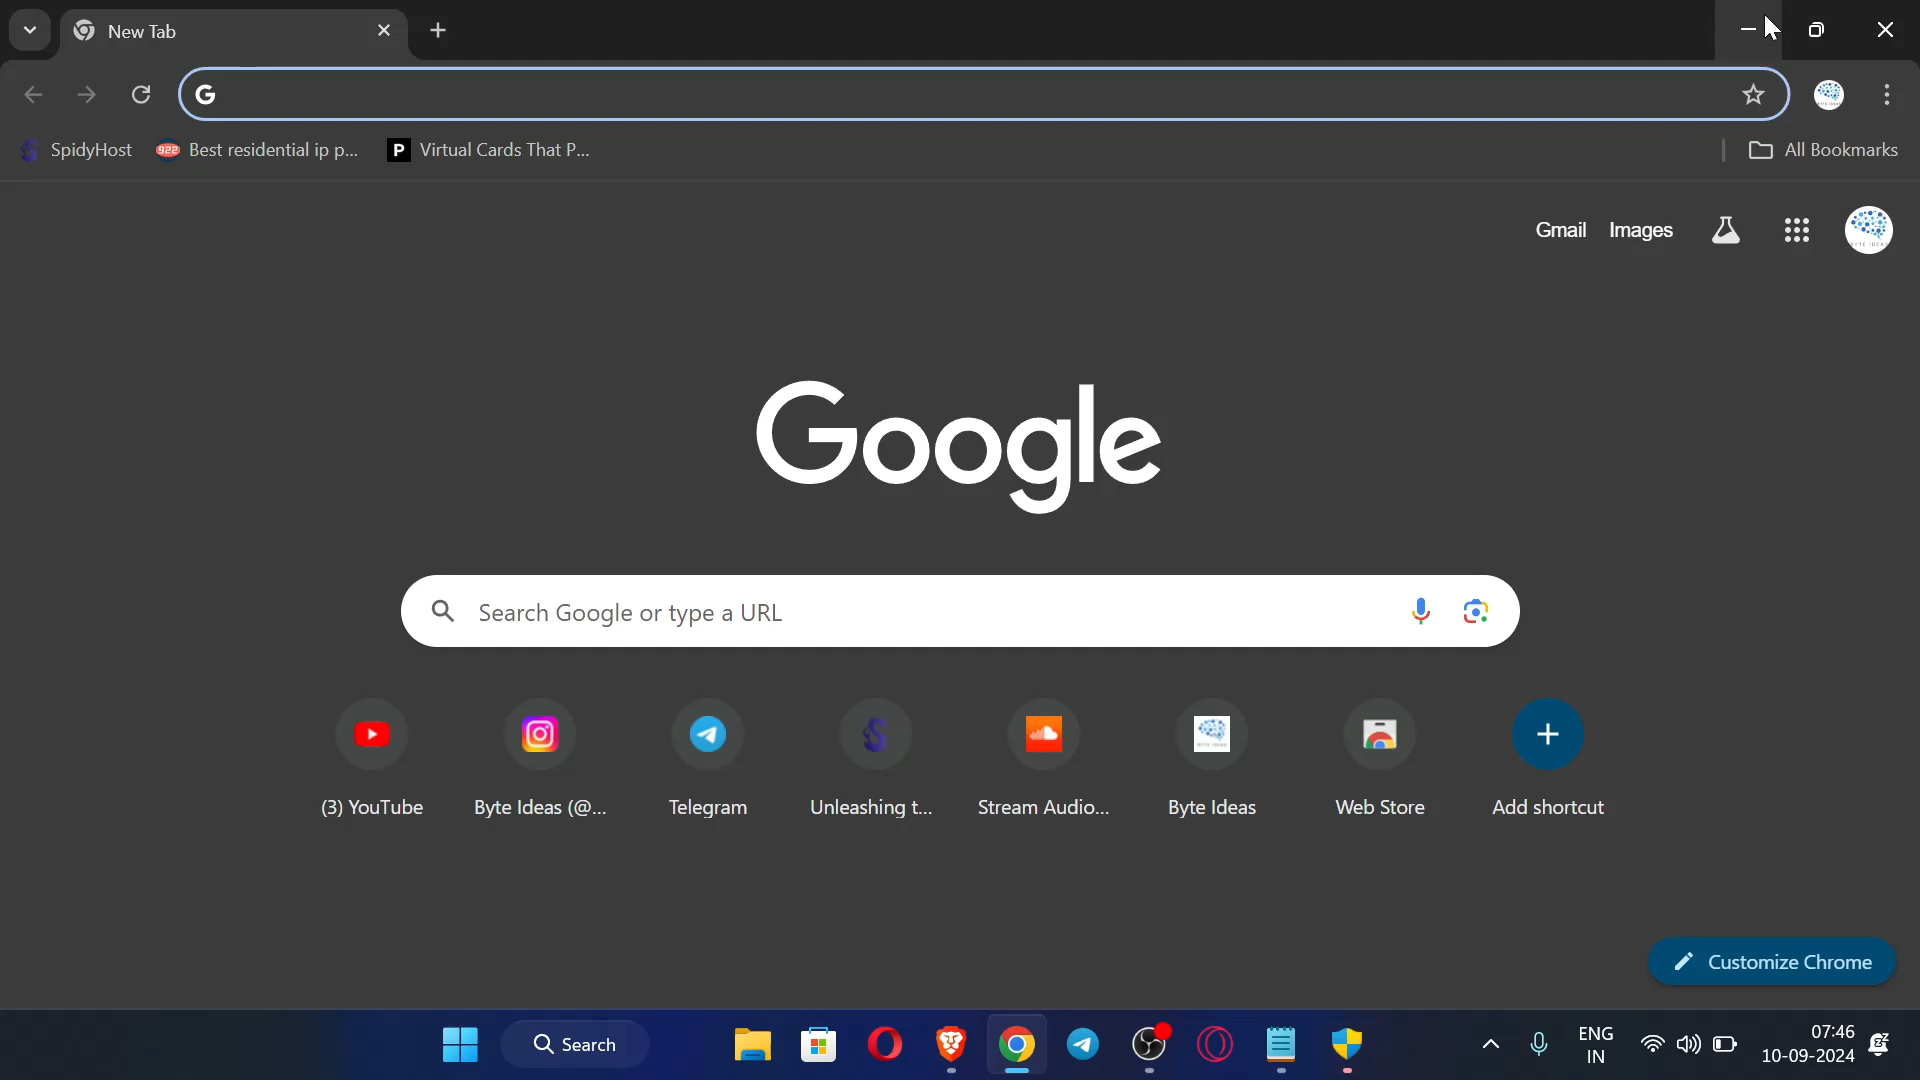 New Tab
SpidyHost
922
Best residential ip p...
P
Virtual Cards That P...
All Bookmarks
Gmail
Images
Google
Search Google or type a URL
(3) YouTube
Byte Ideas (@...
Telegram
Unleashing t...
Stream Audio...
Byte Ideas
Web Store
Add shortcut
Customize Chrome
Search
ENG
IN
07:46
10-09-2024